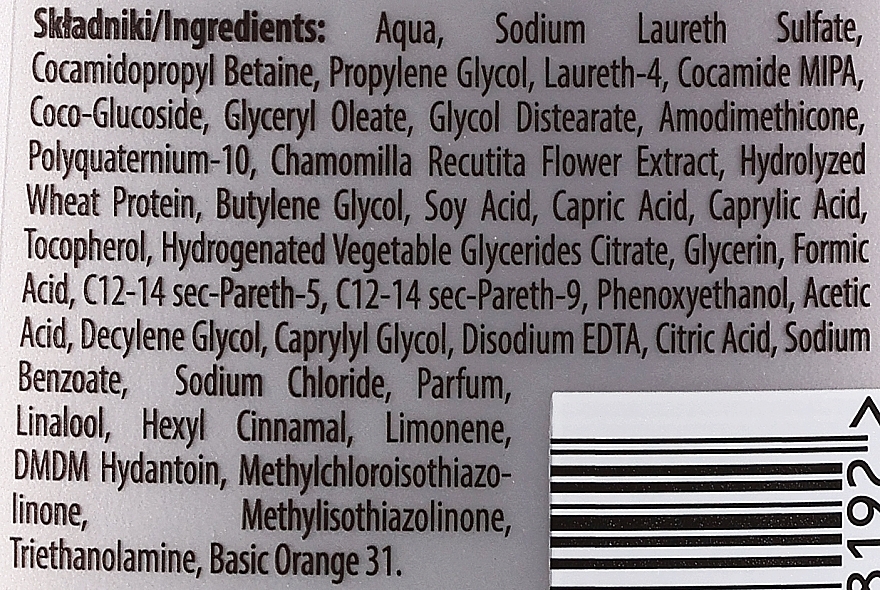 Składniki/Ingredients: Aqua, Sodium Laureth Sulfate,
Cocamidopropyl Betaine, Propylene Glycol, Laureth-4, Cocamide MIPA,
Coco-Glucoside, Glyceryl Oleate, Glycol Distearate, Amodimethicone,
Polyquaternium-10, Chamomilla Recutita Flower Extract, Hydrolyzed
Wheat Protein, Butylene Glycol, Soy Acid, Capric Acid, Caprylic Acid,
Tocopherol, Hydrogenated Vegetable Glycerides Citrate, Glycerin, Formic
Acid, C12-14 sec-Pareth-5, C12-14 sec-Pareth-9, Phenoxyethanol, Acetic
Acid, Decylene Glycol, Caprylyl Glycol, Disodium EDTA, Citric Acid, Sodium
Benzoate, Sodium Chloride, Parfum,
Linalool, Hexyl Cinnamal, Limonene,
DMDM Hydantoin, Methylchloroisothiazo-
linone, Methylisothiazolinone,
Triethanolamine, Basic Orange 31.
8192 >